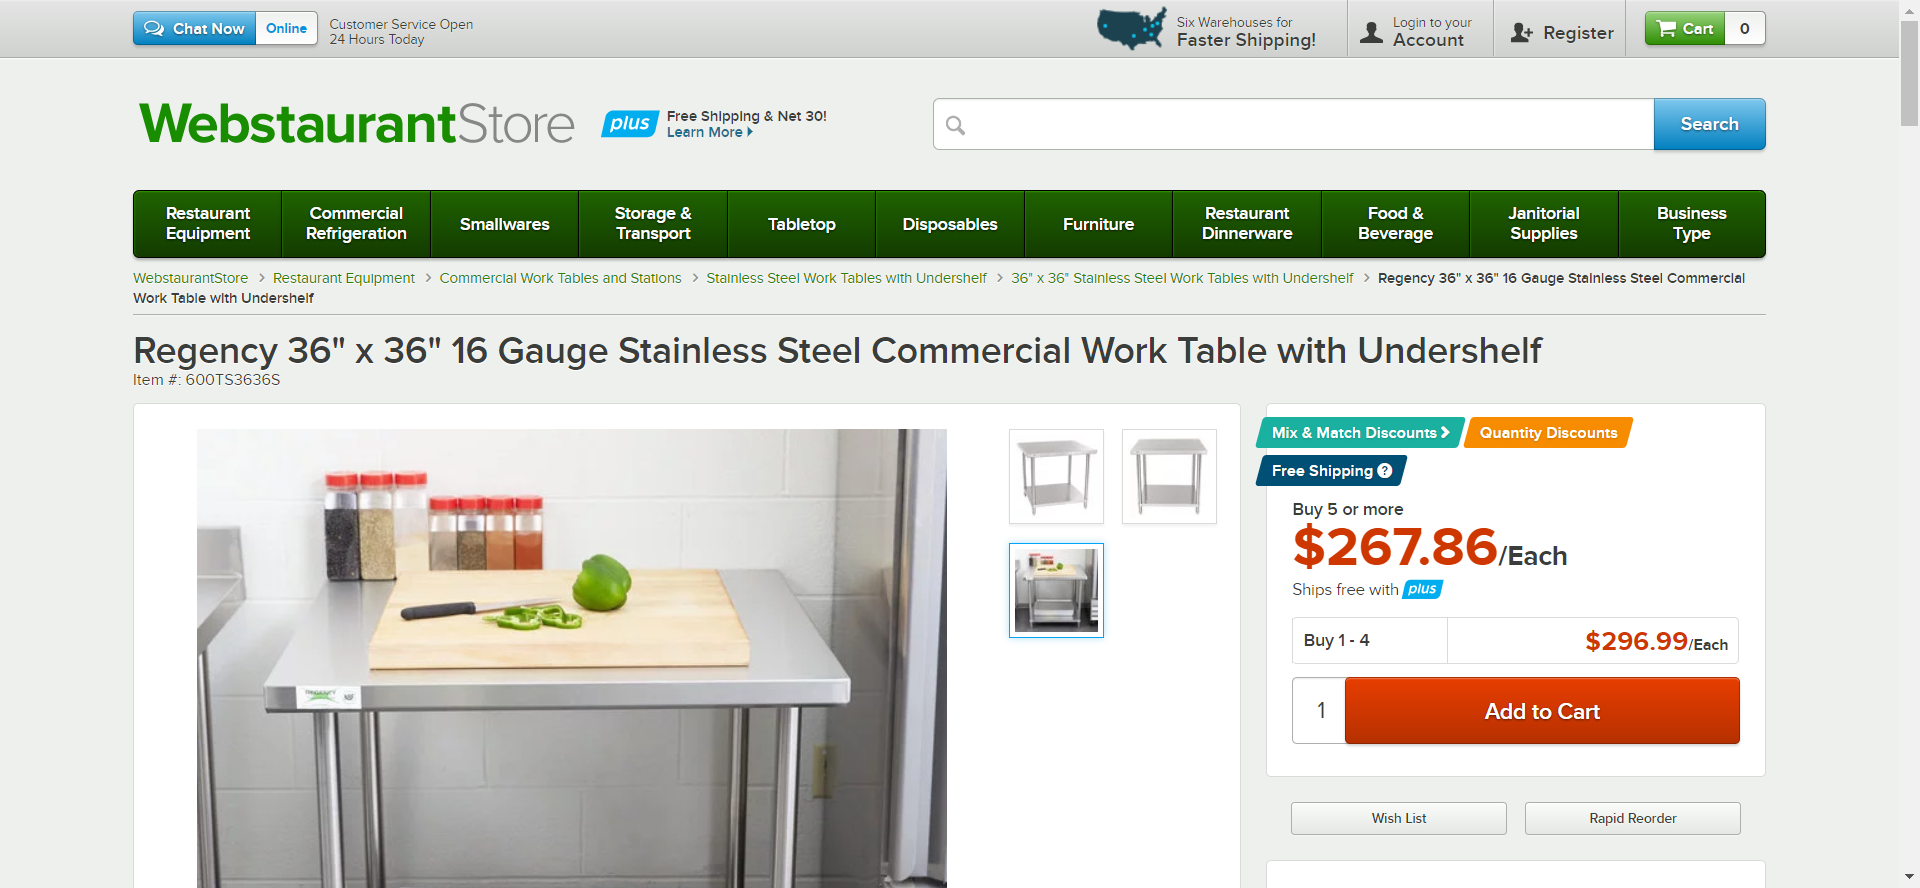 Chat Now
Online
Customer Service Open
24 Hours Today
Six Warehouses for
Faster Shipping!
Login to your
Account
Register
Cart
0
WebstaurantStore
plus
Free Shipping & Net 30!
Learn More
Search
Restaurant
Equipment
Commercial
Refrigeration
Smallwares
Storage &
Transport
Tabletop
Disposables
Furniture
Restaurant
Dinnerware
Food &
Beverage
Janitorial
Supplies
Business
Type
WebstaurantStore > Restaurant Equipment > Commercial Work Tables and Stations > Stainless Steel Work Tables with Undershelf > 36" x 36" Stainless Steel Work Tables with Undershelf > Regency 36" x 36" 16 Gauge Stainless Steel Commercial
Work Table with Undershelf
Regency 36" x 36" 16 Gauge Stainless Steel Commercial Work Table with Undershelf
Item #: 600TS3636S
Mix & Match Discounts
Quantity Discounts
Free Shipping ?
Buy 5 or more
$267.86/Each
Ships free with plus
Buy 1 - 4
$296.99/Each
1
Add to Cart
Wish List
Rapid Reorder